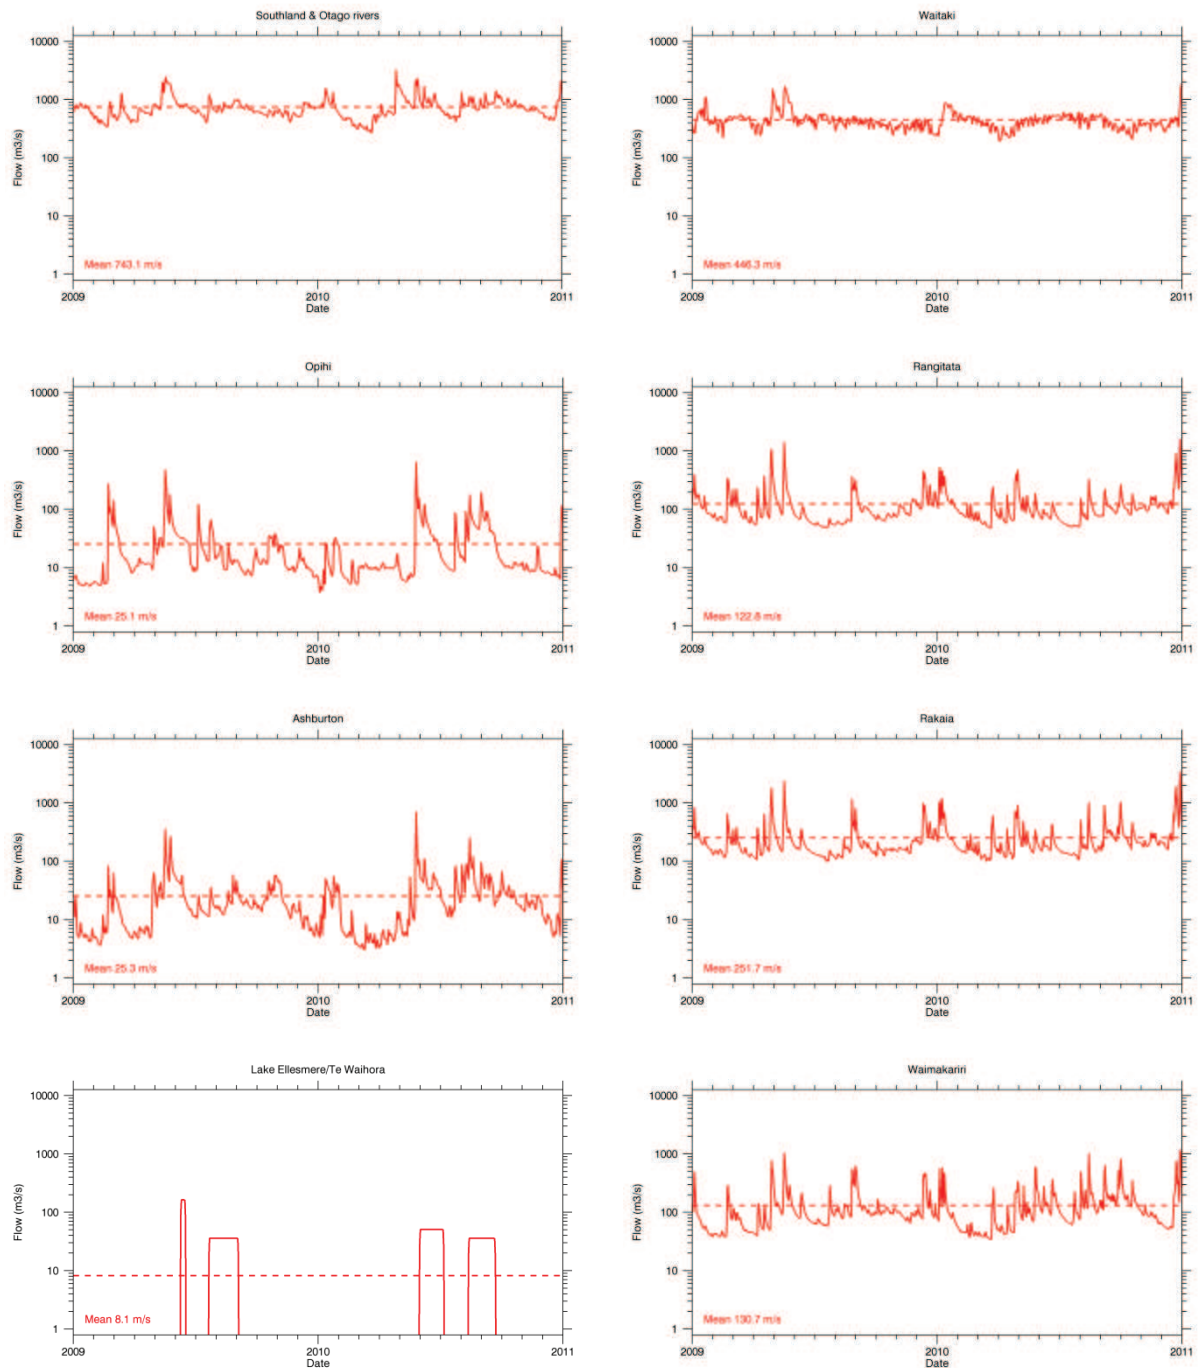 Southland & Otago rivers
10000
1000
100
10
1
Flow (m3/s)
Mean 743.1 m/s
2009
2010
2011
Date
Waitaki
10000
1000
100
10
1
Flow (m3/s)
Mean 446.3 m/s
2009
2010
2011
Date
Opihi
10000
1000
100
10
1
Flow (m3/s)
Mean 25.1 m/s
2009
2010
2011
Date
Rangitata
10000
1000
100
10
1
Flow (m3/s)
Mean 122.8 m/s
2009
2010
2011
Date
Ashburton
10000
1000
100
10
1
Flow (m3/s)
Mean 25.3 m/s
2009
2010
2011
Date
Rakaia
10000
1000
100
10
1
Flow (m3/s)
Mean 251.7 m/s
2009
2010
2011
Date
Lake Ellesmere/Te Waihora
10000
1000
100
10
1
Flow (m3/s)
Mean 8.1 m/s
2009
2010
2011
Date
Waimakariri
10000
1000
100
10
1
Flow (m3/s)
Mean 130.7 m/s
2009
2010
2011
Date